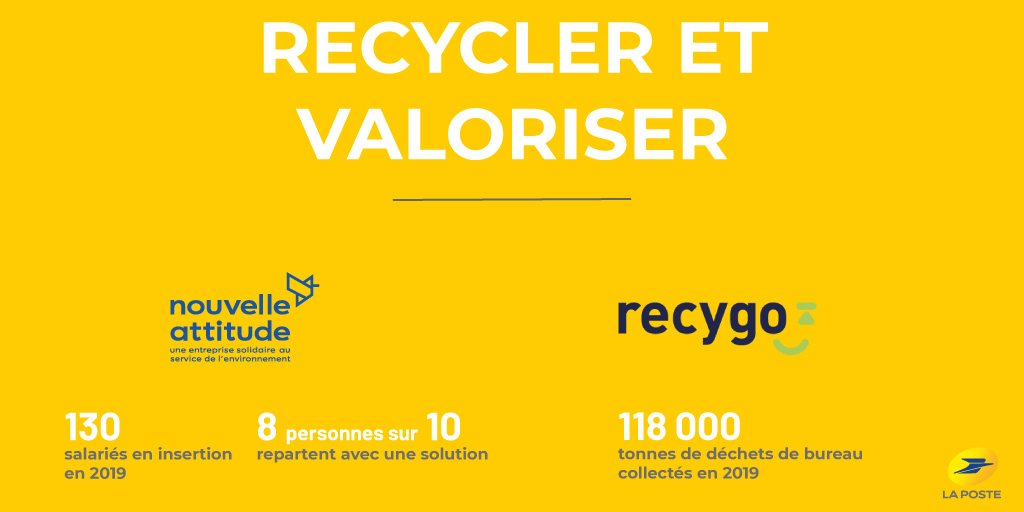 RECYCLER ET
VALORISER
nouvelle
attitude
une entreprise solidaire au
service de l'environnement
130
salariés en insertion
en 2019
8 personnes sur 10
repartent avec une solution
recygo
118 000
tonnes de déchets de bureau
collectés en 2019
LA POSTE